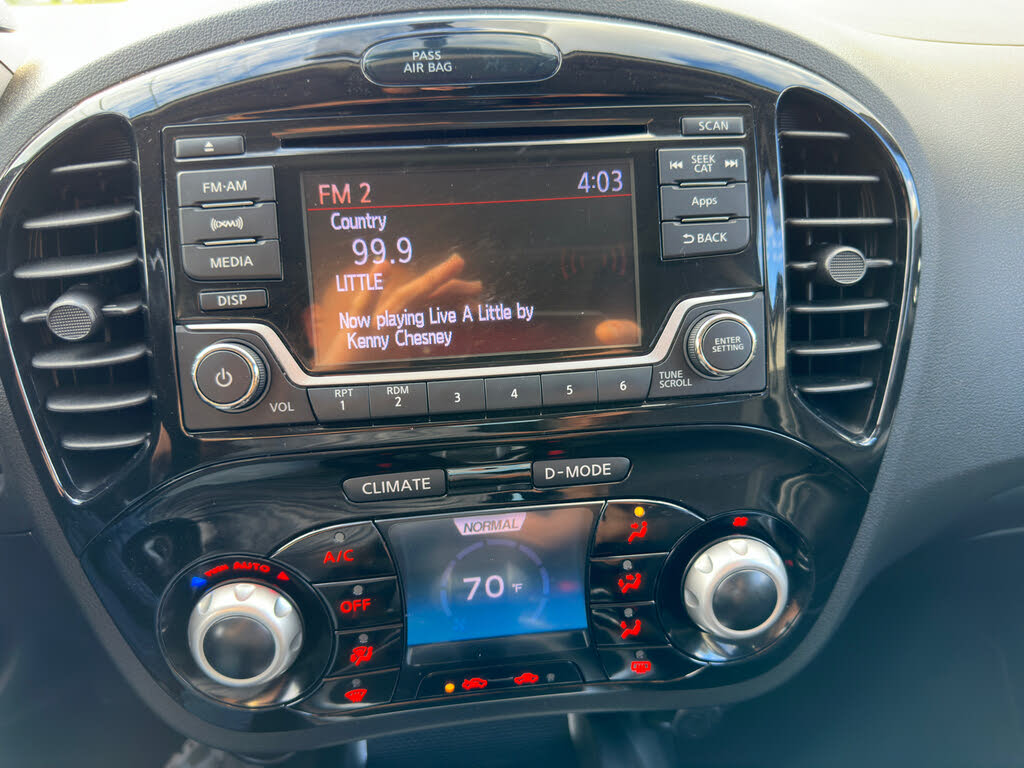 PASS
AIR BAG
SCAN
FM·AM
SEEK
CAT
((XM))
Apps
MEDIA
BACK
DISP
FM 2
4:03
Country
99.9
LITTLE
Now playing Live A Little by
Kenny Chesney
VOL
RPT
1
RDM
2
3
4
5
6
TUNE
SCROLL
ENTER
SETTING
CLIMATE
D-MODE
NORMAL
A/C
AUTO
OFF
70 °F